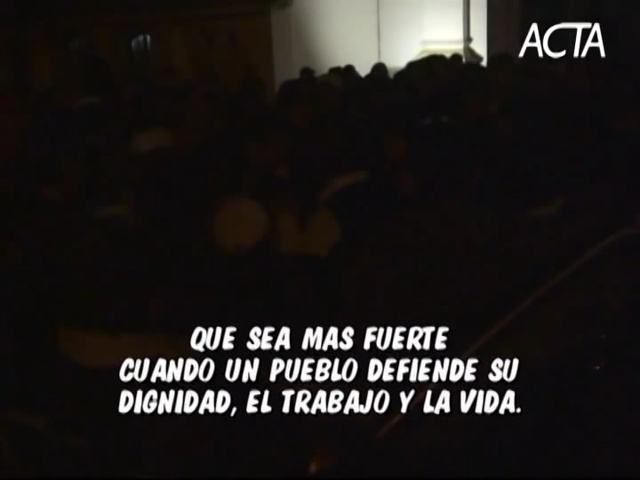 ACTA
QUE SEA MAS FUERTE
CUANDO UN PUEBLO DEFIENDE SU
DIGNIDAD, EL TRABAJO Y LA VIDA.